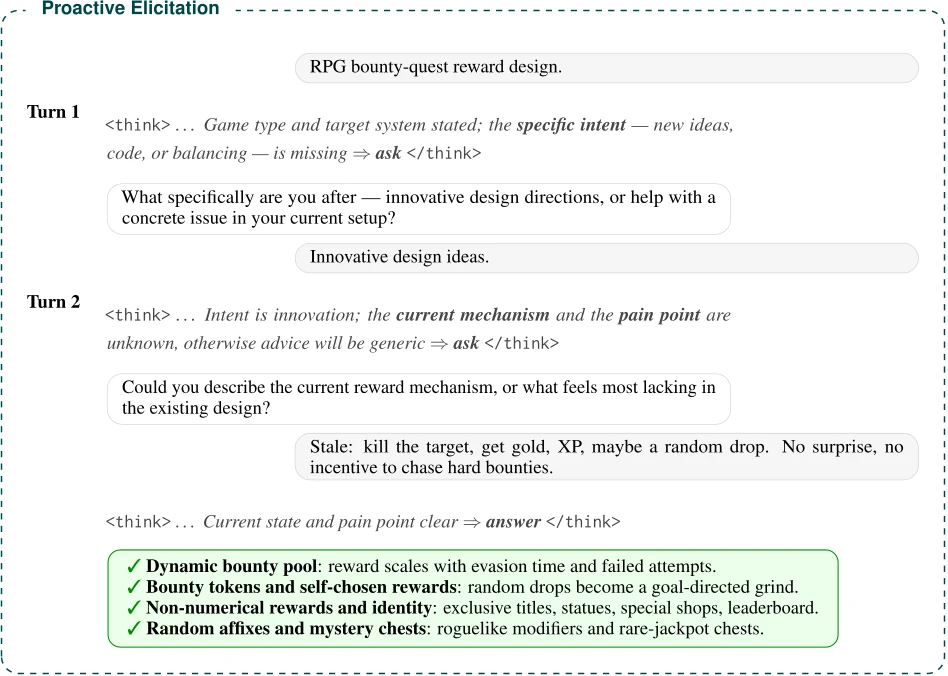 Proactive Elicitation
RPG bounty-quest reward design.
Turn 1
<think> ... Game type and target system stated; the specific intent — new ideas,
code, or balancing — is missing ⇒ ask </think>
What specifically are you after — innovative design directions, or help with a
concrete issue in your current setup?
Innovative design ideas.
Turn 2
<think> ... Intent is innovation; the current mechanism and the pain point are
unknown, otherwise advice will be generic ⇒ ask </think>
Could you describe the current reward mechanism, or what feels most lacking in
the existing design?
Stale: kill the target, get gold, XP, maybe a random drop. No surprise, no
incentive to chase hard bounties.
<think> ... Current state and pain point clear ⇒ answer </think>
✓ Dynamic bounty pool: reward scales with evasion time and failed attempts.
✓ Bounty tokens and self-chosen rewards: random drops become a goal-directed grind.
✓ Non-numerical rewards and identity: exclusive titles, statues, special shops, leaderboard.
✓ Random affixes and mystery chests: roguelike modifiers and rare-jackpot chests.